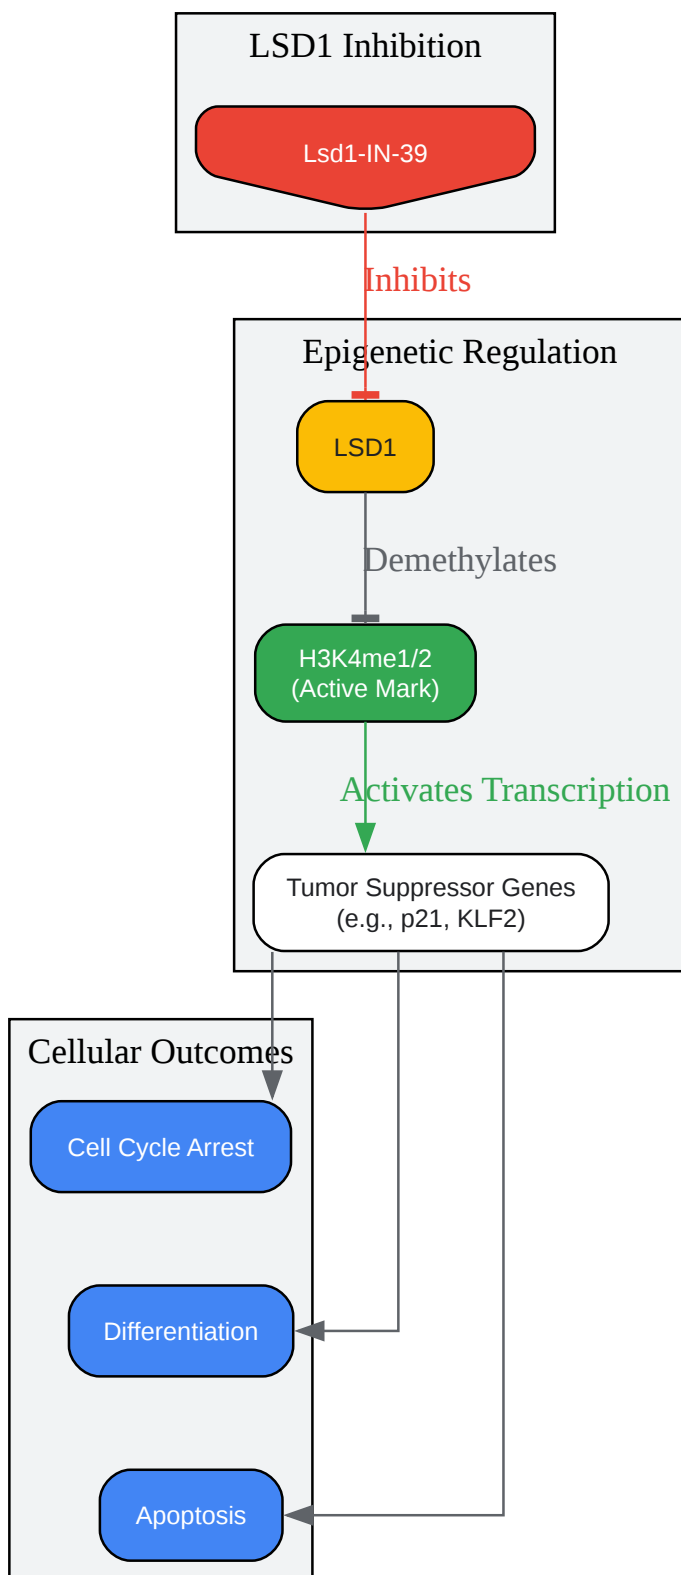 LSD1 Inhibition
Lsd1-IN-39
Inhibits
Epigenetic Regulation
LSD1
Demethylates
H3K4me1/2
(Active Mark)
Activates Transcription
Tumor Suppressor Genes
(e.g., p21, KLF2)
Cellular Outcomes
Cell Cycle Arrest
Differentiation
Apoptosis